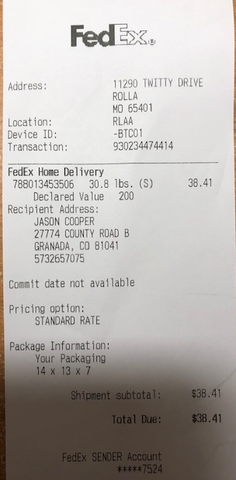 FedEx®
Address: 11290 TWITTY DRIVE
ROLLA
MO 65401
Location: RLAA
Device ID: -BTC01
Transaction: 930234474414
FedEx Home Delivery
788013453506 30.8 lbs. (S) 38.41
Declared Value 200
Recipient Address:
JASON COOPER
27774 COUNTY ROAD B
GRANADA, CO 81041
5732657075
Commit date not available
Pricing option:
STANDARD RATE
Package Information:
Your Packaging
14 x 13 x 7
Shipment subtotal: $38.41
Total Due: $38.41
FedEx SENDER Account
*****7524